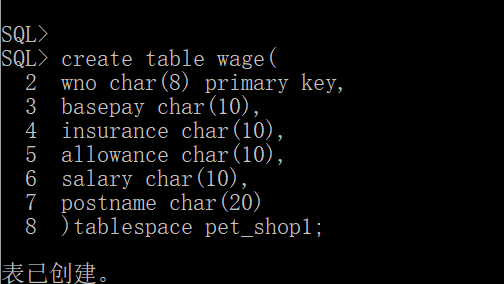 SQL>
SQL> create table wage(
2 wno char(8) primary key,
3 basepay char(10),
4 insurance char(10),
5 allowance char(10),
6 salary char(10),
7 postname char(20)
8 )tablespace pet_shop1;
表已创建。